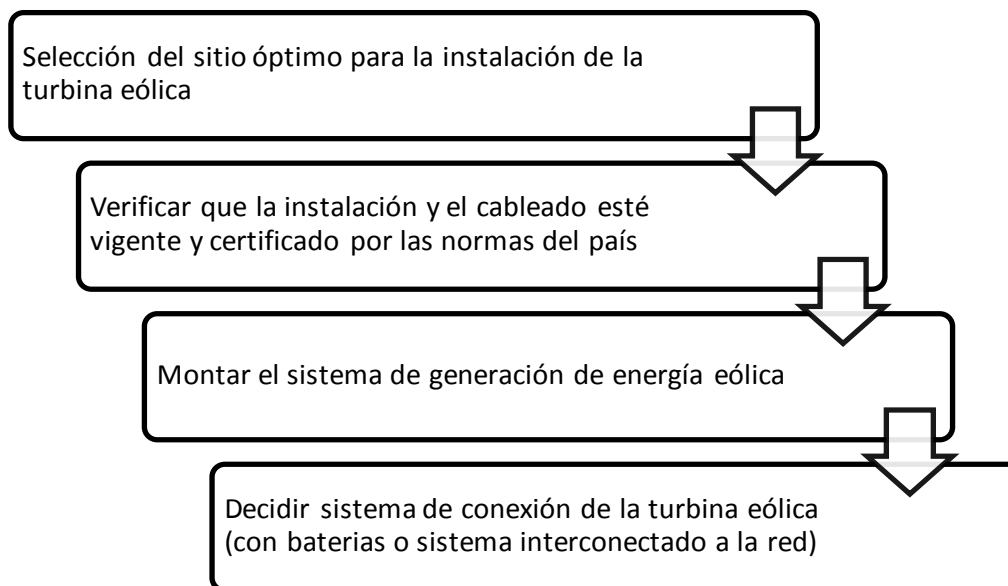 Selección del sitio óptimo para la instalación de la
turbina eólica
Verificar que la instalación y el cableado esté
vigente y certificado por las normas del país
Montar el sistema de generación de energía eólica
Decidir sistema de conexión de la turbina eólica
(con baterias o sistema interconectado a la red)